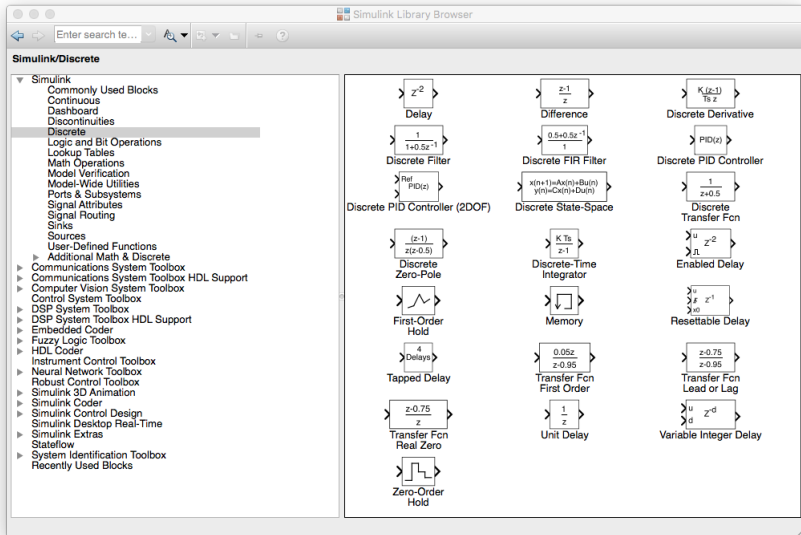 Simulink Library Browser
Enter search te...
Simulink/Discrete
Simulink
Commonly Used Blocks
Continuous
Dashboard
Discontinuities
Discrete
Logic and Bit Operations
Lookup Tables
Math Operations
Model Verification
Model-Wide Utilities
Ports & Subsystems
Signal Attributes
Signal Routing
Sinks
Sources
User-Defined Functions
Additional Math & Discrete
Communications System Toolbox
Communications System Toolbox HDL Support
Computer Vision System Toolbox
Control System Toolbox
DSP System Toolbox
DSP System Toolbox HDL Support
Embedded Coder
Fuzzy Logic Toolbox
HDL Coder
Instrument Control Toolbox
Neural Network Toolbox
Robust Control Toolbox
Simulink 3D Animation
Simulink Coder
Simulink Control Design
Simulink Desktop Real-Time
Simulink Extras
Stateflow
System Identification Toolbox
Recently Used Blocks
z-2
Delay
z-1
z
Difference
K (z-1)
Ts z
Discrete Derivative
1
1+0.5z-1
Discrete Filter
0.5+0.5z-1
1
Discrete FIR Filter
PID(z)
Discrete PID Controller
Ref
PID(z)
Discrete PID Controller (2DOF)
x(n+1)=Ax(n)+Bu(n)
y(n)=Cx(n)+Du(n)
Discrete State-Space
1
z+0.5
Discrete
Transfer Fcn
(z-1)
z(z-0.5)
Discrete
Zero-Pole
K Ts
z-1
Discrete-Time
Integrator
u
z-2
Enabled Delay
First-Order
Hold
Memory
u
z-1
x0
Resettable Delay
4
Delays
Tapped Delay
0.05z
z-0.95
Transfer Fcn
First Order
z-0.75
z-0.95
Transfer Fcn
Lead or Lag
z-0.75
z
Transfer Fcn
Real Zero
1
z
Unit Delay
u
z-d
d
Variable Integer Delay
Zero-Order
Hold